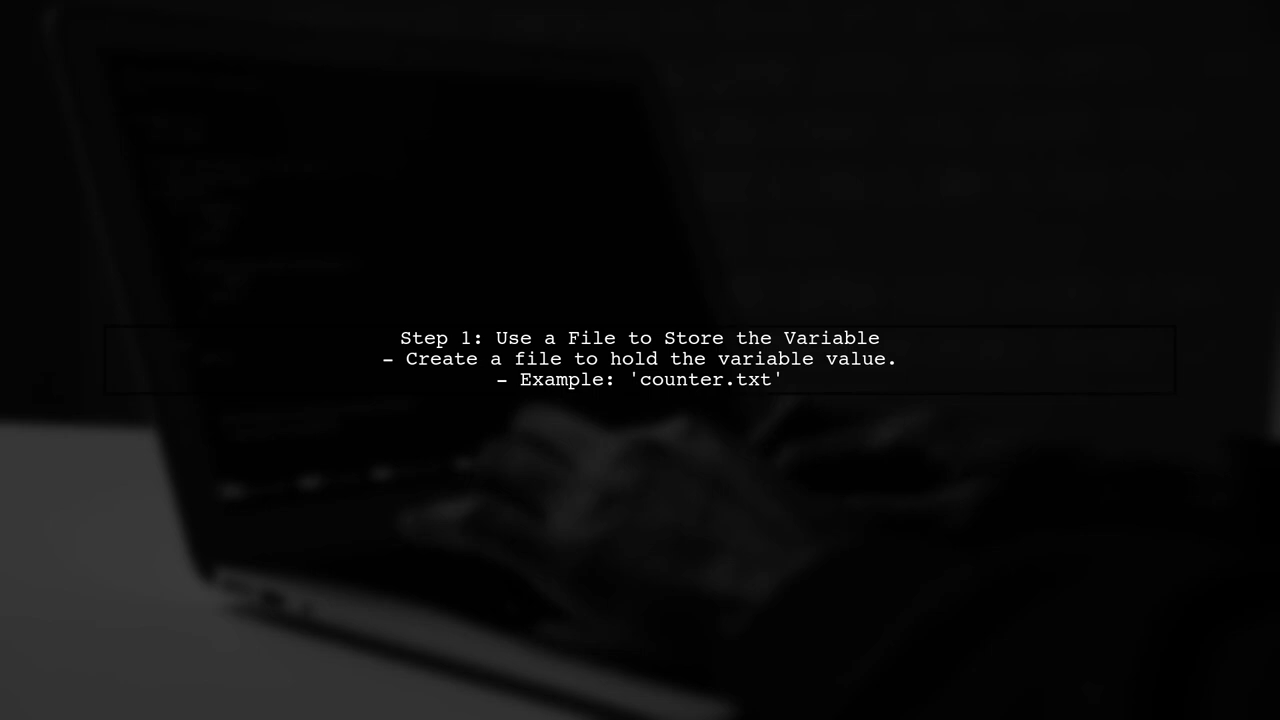 Step 1: Use a File to Store the Variable
– Create a file to hold the variable value.
– Example: 'counter.txt'